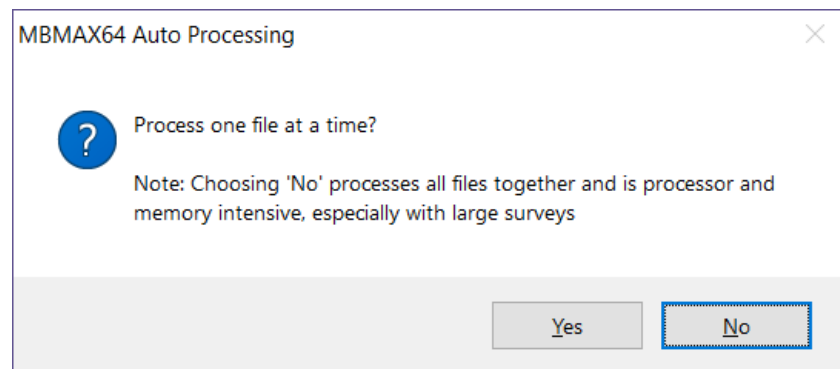 MBMAX64 Auto Processing
?
Process one file at a time?
Note: Choosing 'No' processes all files together and is processor and
memory intensive, especially with large surveys
Yes
No